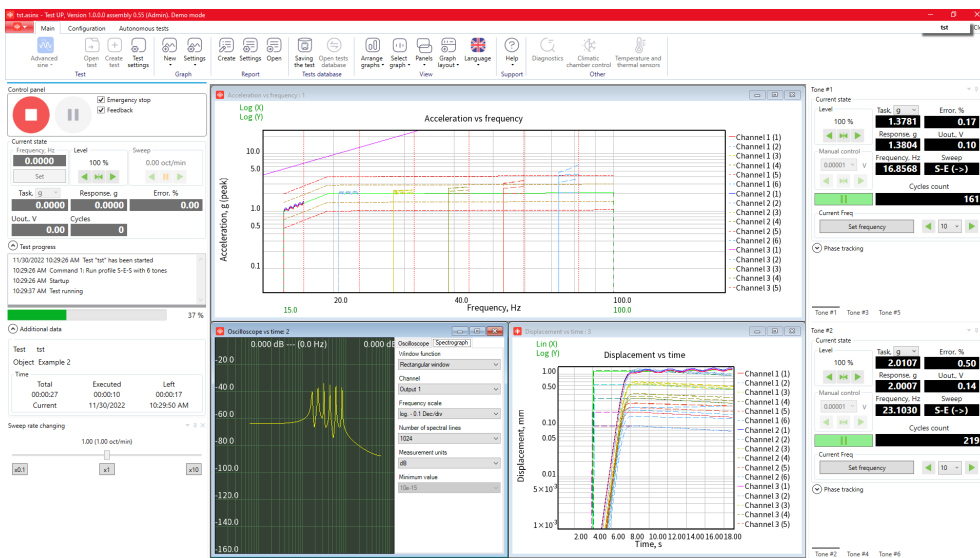 tst.asinx - Test UP, Version 1.0.0.0 assembly 0.55 (Admin). Demo mode
Main Configuration Autonomous tests tst
Advanced sine
Open test
Create test
Test settings
New
Settings
Create
Settings
Open
Saving the test
Open tests database
Arrange graphs
Select graph
Panels
Graph layout
Language
Help
Diagnostics
Climatic chamber control
Temperature and thermal sensors
Test Graph Report Tests database View Support Other
Control panel
Emergency stop
Feedback
Current state
Frequency, Hz Level Sweep
0.0000 100 % 0.00 oct/min
Set
Task, g Response, g Error, %
0.0000 0.0000 0.00
Uout., V Cycles
0.00 0
Test progress
11/30/2022 10:29:26 AM Test "tst" has been started
10:29:26 AM Command 1: Run profile S-E-S with 6 tones
10:29:26 AM Startup
10:29:37 AM Test running
37 %
Additional data
Test tst
Object Example 2
Time
Total Executed Left
00:00:27 00:00:10 00:00:17
Current 11/30/2022 10:29:50 AM
Sweep rate changing
1.00 (1.00 oct/min)
x0.1 x1 x10
Acceleration vs frequency : 1
Log (X)
Log (Y)
Acceleration vs frequency
Acceleration, g (peak)
10.0
5.0
1.0
0.5
0.1
20.0 40.0 100.0
15.0 Frequency, Hz 100.0
Channel 1 (1)
Channel 1 (2)
Channel 1 (3)
Channel 1 (4)
Channel 1 (5)
Channel 1 (6)
Channel 2 (1)
Channel 2 (2)
Channel 2 (3)
Channel 2 (4)
Channel 2 (5)
Channel 2 (6)
Channel 3 (1)
Channel 3 (2)
Channel 3 (3)
Channel 3 (4)
Channel 3 (5)
Oscilloscope vs time 2
0.000 dB --- (0.0 Hz) 0.000 dB
-20.0
-40.0
-60.0
-80.0
-100.0
-120.0
-140.0
-160.0
Oscilloscope Spectrograph
Window function
Rectangular window
Channel
Output 1
Frequency scale
log. - 0.1 Dec/drv
Number of spectral lines
1024
Measurement units
dB
Minimum value
10e-15
Displacement vs time : 3
Lin (X)
Log (Y)
Displacement vs time
Displacement, mm
1.00
0.50
0.10
0.05
0.01
5×10⁻³
1×10⁻³
2.00 4.00 6.00 8.00 10.00 12.00 14.00 16.00 18.00
Time, s
Channel 1 (1)
Channel 1 (2)
Channel 1 (3)
Channel 1 (4)
Channel 1 (5)
Channel 1 (6)
Channel 2 (1)
Channel 2 (2)
Channel 2 (3)
Channel 2 (4)
Channel 2 (5)
Channel 2 (6)
Channel 3 (1)
Channel 3 (2)
Channel 3 (3)
Channel 3 (4)
Channel 3 (5)
Tone #1
Current state
Level Task, g Error, %
100 % 1.3781 0.17
Response, g Uout., V
1.3804 0.10
Manual control Frequency, Hz Sweep
0.00001 V 16.8568 S-E (->)
Cycles count
161
Current Freq
Set frequency 10
Phase tracking
Tone #1 Tone #3 Tone #5
Tone #2
Current state
Level Task, g Error, %
100 % 2.0107 0.50
Response, g Uout., V
2.0007 0.14
Manual control Frequency, Hz Sweep
0.00001 V 23.1030 S-E (->)
Cycles count
219
Current Freq
Set frequency 10
Phase tracking
Tone #2 Tone #4 Tone #6